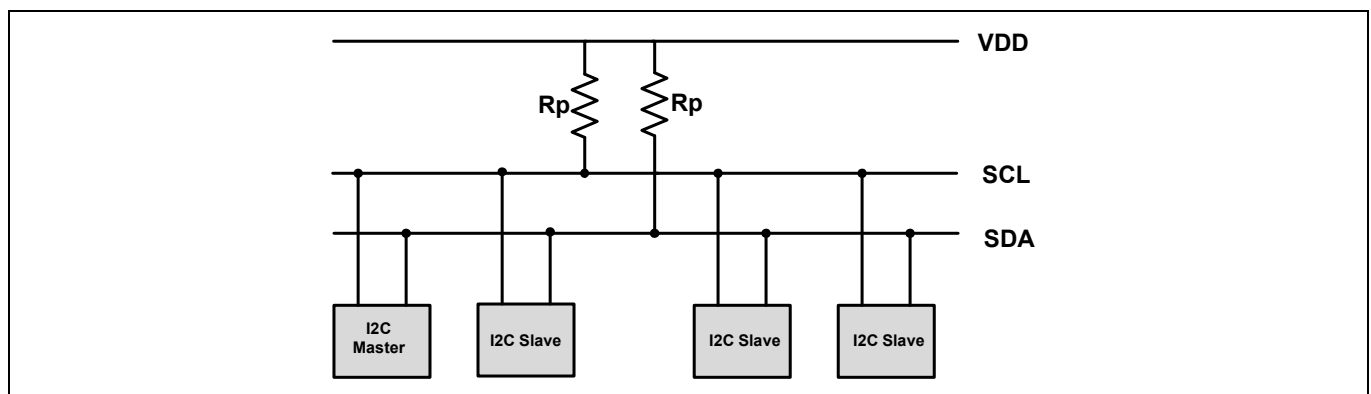 VDD
Rp
Rp
SCL
SDA
I2C
Master
I2C Slave
I2C Slave
I2C Slave